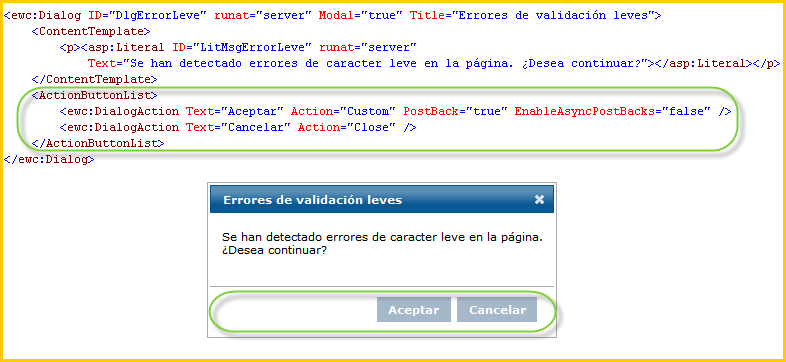 <ewc:Dialog ID="DlgErrorLeve" runat="server" Modal="true" Title="Errores de validación leves">
<ContentTemplate>
<p><asp:Literal ID="LitMsgErrorLeve" runat="server"
Text="Se han detectado errores de caracter leve en la página. ¿Desea continuar?"></asp:Literal></p>
</ContentTemplate>
<ActionButtonList>
<ewc:DialogAction Text="Aceptar" Action="Custom" PostBack="true" EnableAsyncPostBacks="false" />
<ewc:DialogAction Text="Cancelar" Action="Close" />
</ActionButtonList>
</ewc:Dialog>
Errores de validación leves
Se han detectado errores de caracter leve en la página.
¿Desea continuar?
Aceptar Cancelar